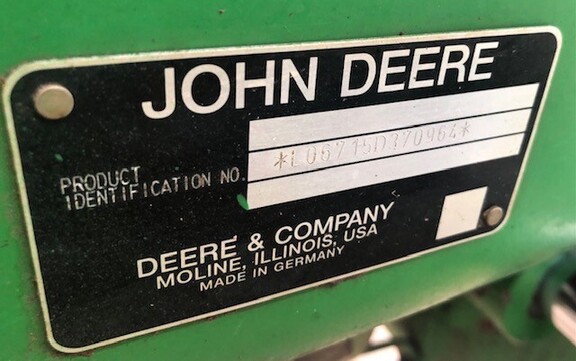 JOHN DEERE
PRODUCT
IDENTIFICATION NO.
*L06715D370964*
DEERE & COMPANY
MOLINE, ILLINOIS, USA
MADE IN GERMANY